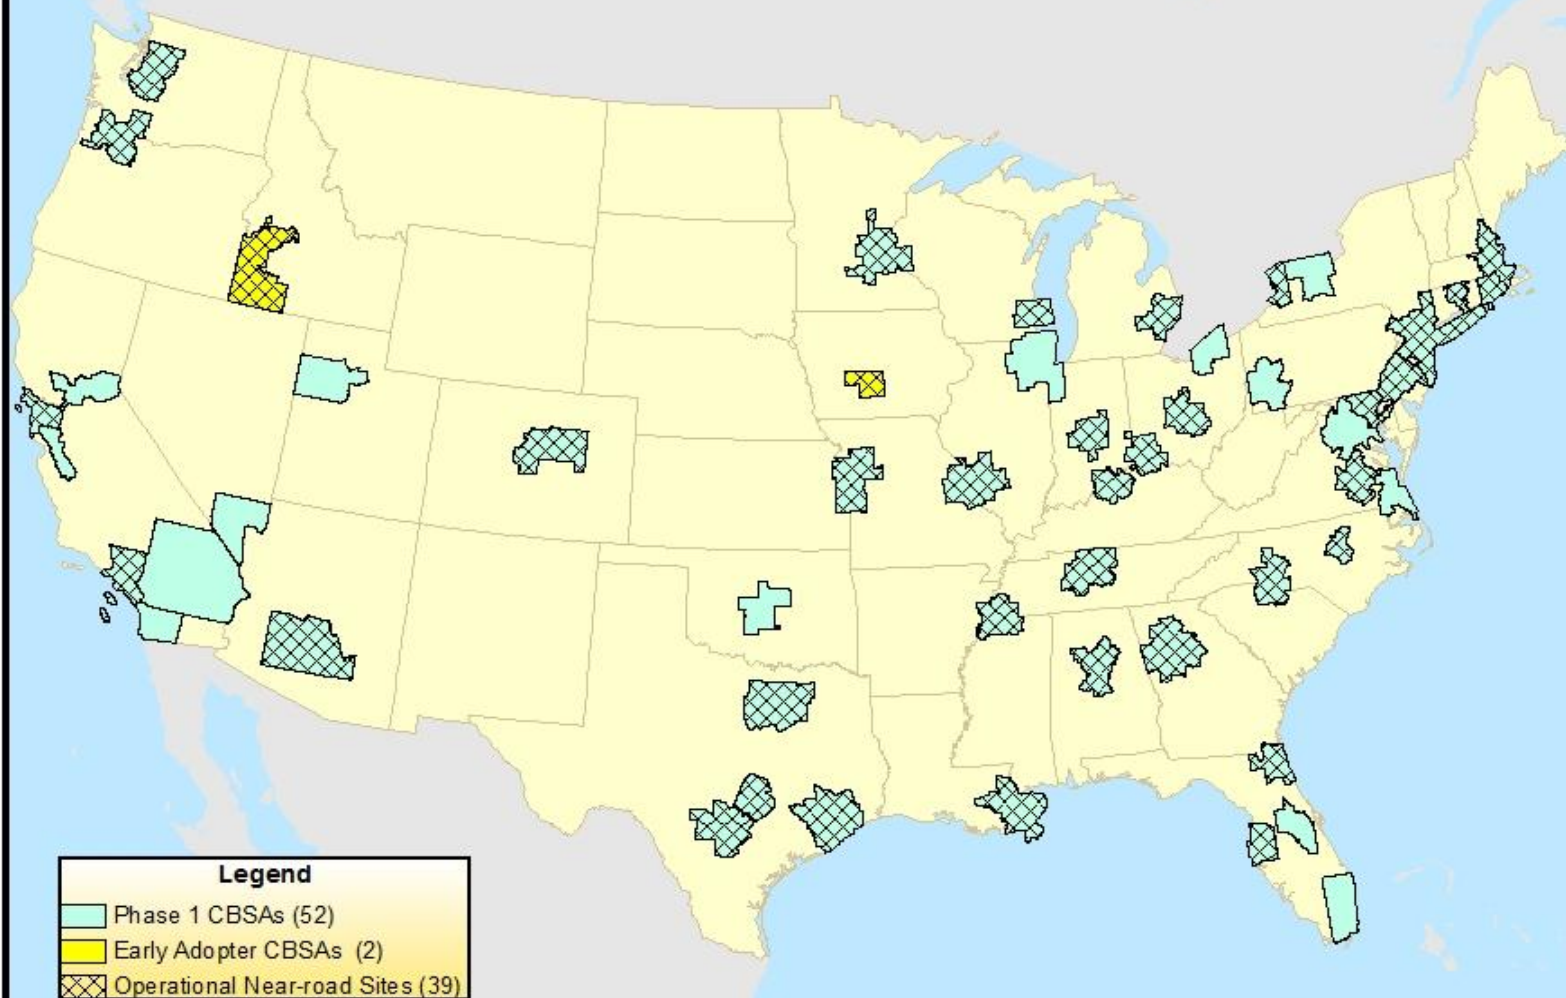 Legend
Phase 1 CBSAs (52)
Early Adopter CBSAs (2)
Operational Near-road Sites (39)